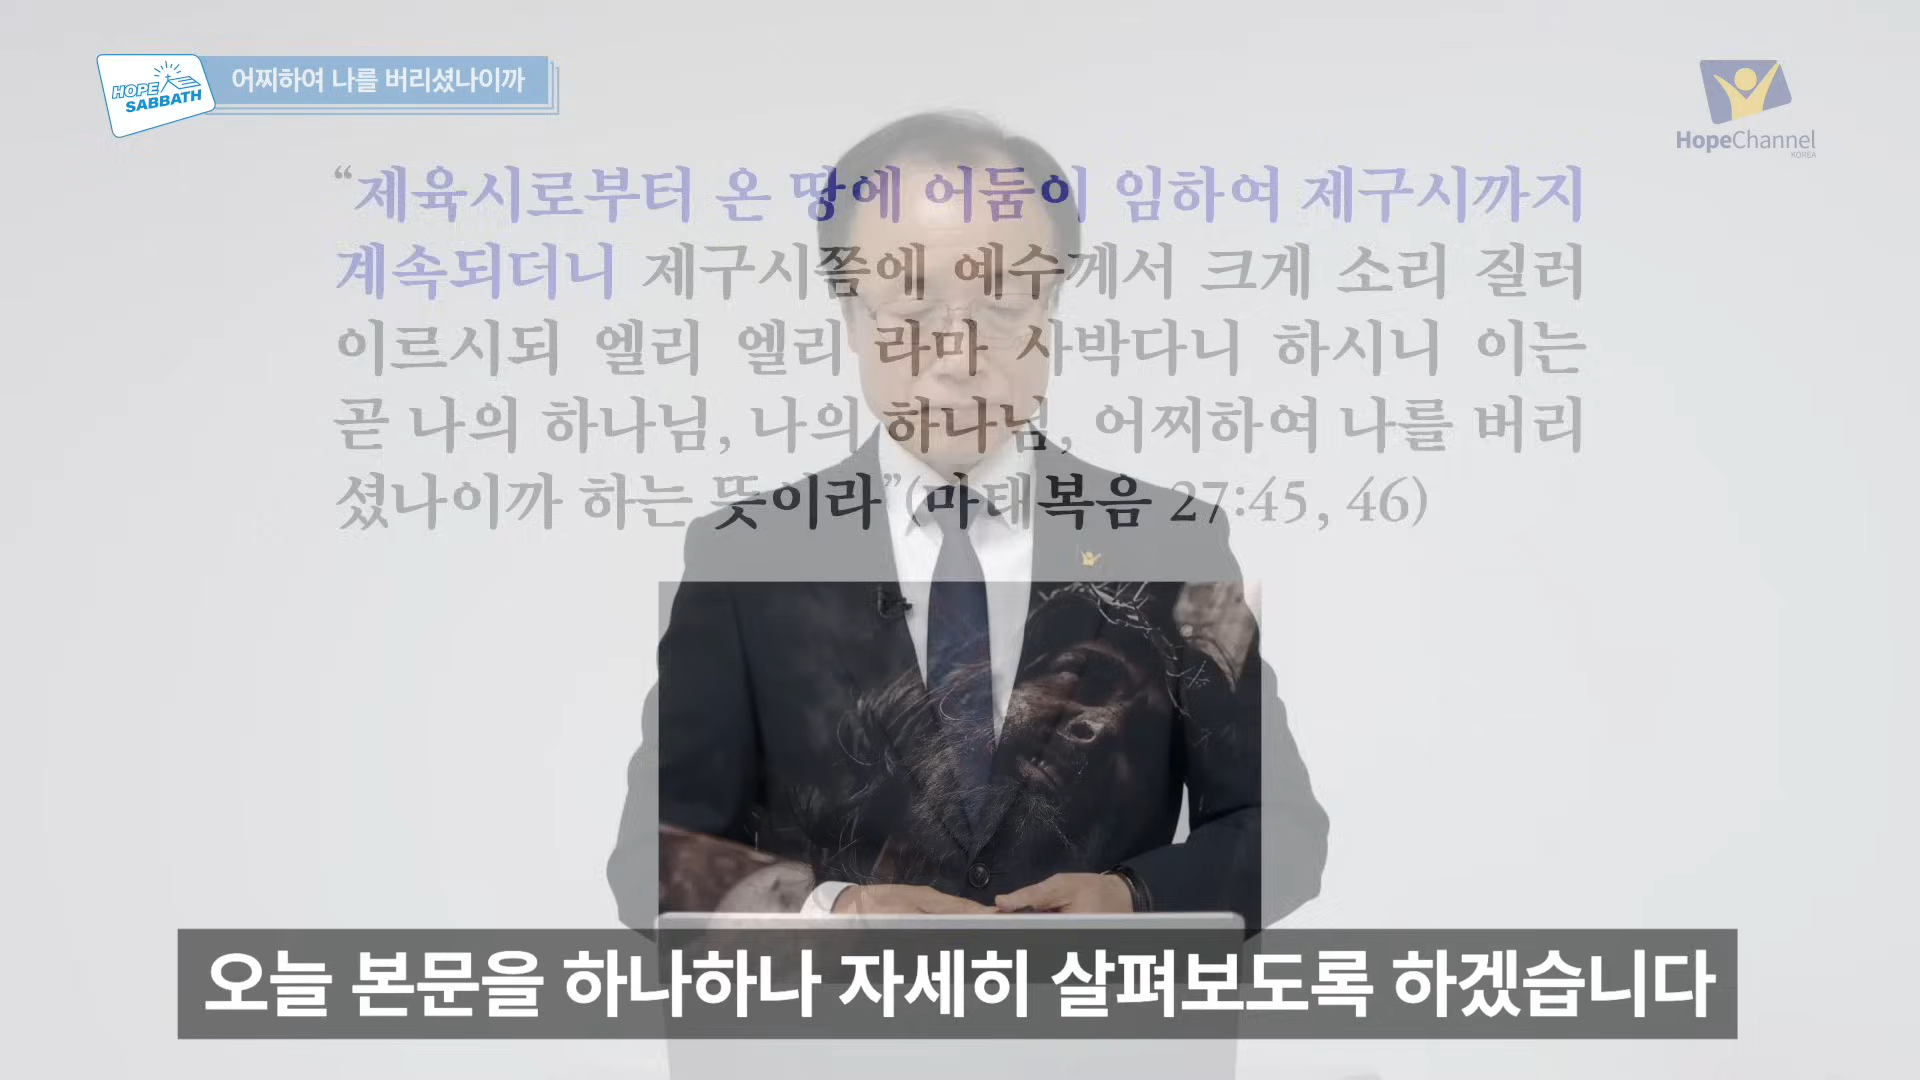 HOPE
SABBATH
어찌하여 나를 버리셨나이까
HopeChannel
KOREA
“제육시로부터 온 땅에 어둠이 임하여 제구시까지
계속되더니 제구시쯤에 예수께서 크게 소리 질러
이르시되 엘리 엘리 라마 사박다니 하시니 이는
곧 나의 하나님, 나의 하나님, 어찌하여 나를 버리
셨나이까 하는 뜻이라”(마태복음 27:45, 46)
오늘 본문을 하나하나 자세히 살펴보도록 하겠습니다